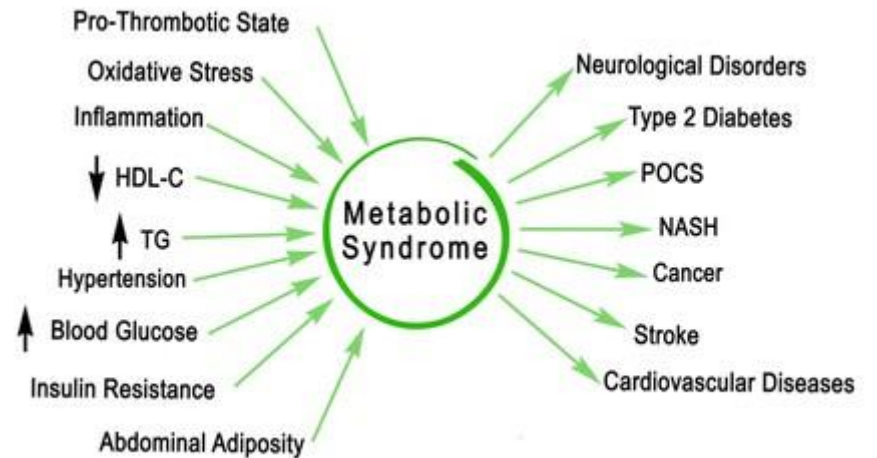 Pro-Thrombotic State
Oxidative Stress
Inflammation
HDL-C
TG
Hypertension
Blood Glucose
Insulin Resistance
Abdominal Adiposity
Metabolic
Syndrome
Neurological Disorders
Type 2 Diabetes
POCS
NASH
Cancer
Stroke
Cardiovascular Diseases